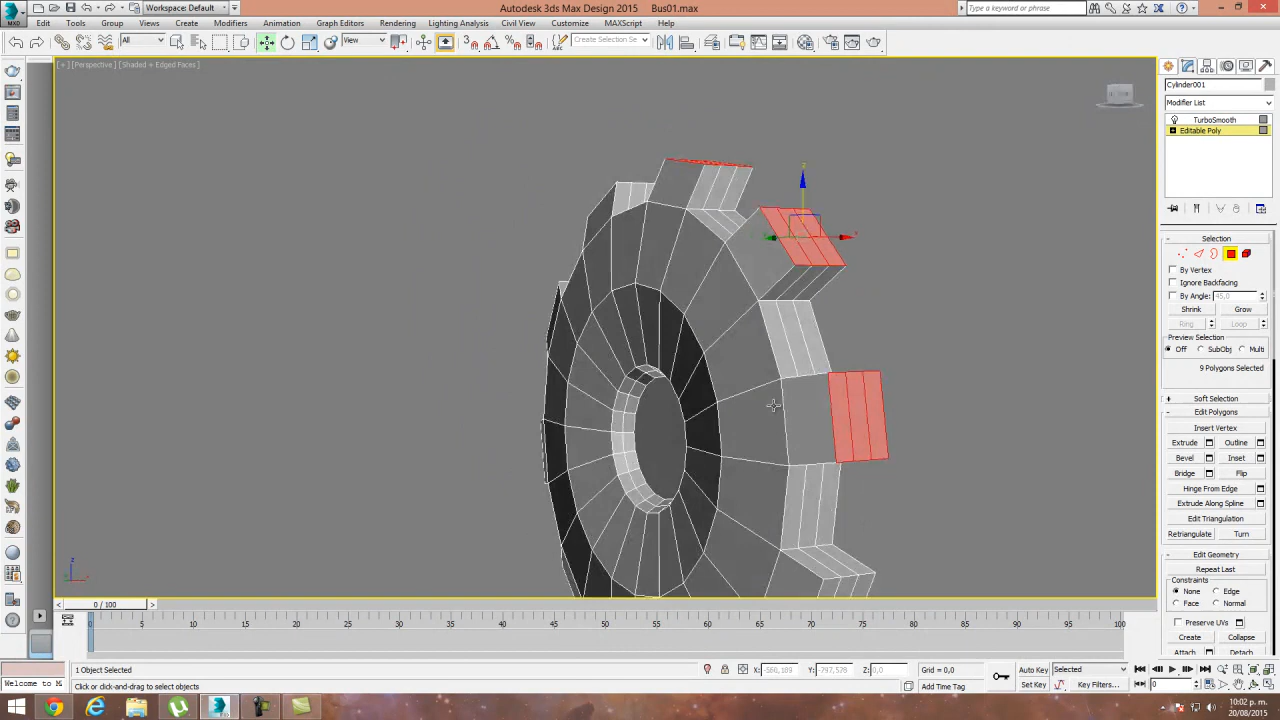 Workspace: Default
Autodesk 3ds Max Design 2015   Bus01.max
Type a keyword or phrase
Edit Tools Group Views Create Modifiers Animation Graph Editors Rendering Lighting Analysis Civil View Customize MAXScript Help
All View Create Selection Se
[+] [Perspective] [Shaded + Edged Faces]
Cylinder001
Modifier List
TurboSmooth
Editable Poly
Selection
By Vertex
Ignore Backfacing
By Angle: 45,0
Shrink Grow
Ring Loop
Preview Selection
Off SubObj Multi
9 Polygons Selected
Soft Selection
Edit Polygons
Insert Vertex
Extrude Outline
Bevel Inset
Bridge Flip
Hinge From Edge
Extrude Along Spline
Edit Triangulation
Retriangulate Turn
Edit Geometry
Repeat Last
Constraints
None Edge
Face Normal
Preserve UVs
Create Collapse
Attach Detach
z
x
0 / 100
0 5 10 15 20 25 30 35 40 45 50 55 60 65 70 75 80 85 90 95 100
1 Object Selected X: Y: -797,528 Z: 0,0 Grid = 0,0 Auto Key Selected
Welcome to M Click or click-and-drag to select objects Add Time Tag Set Key Key Filters... 0
10:02 p. m.
20/08/2015